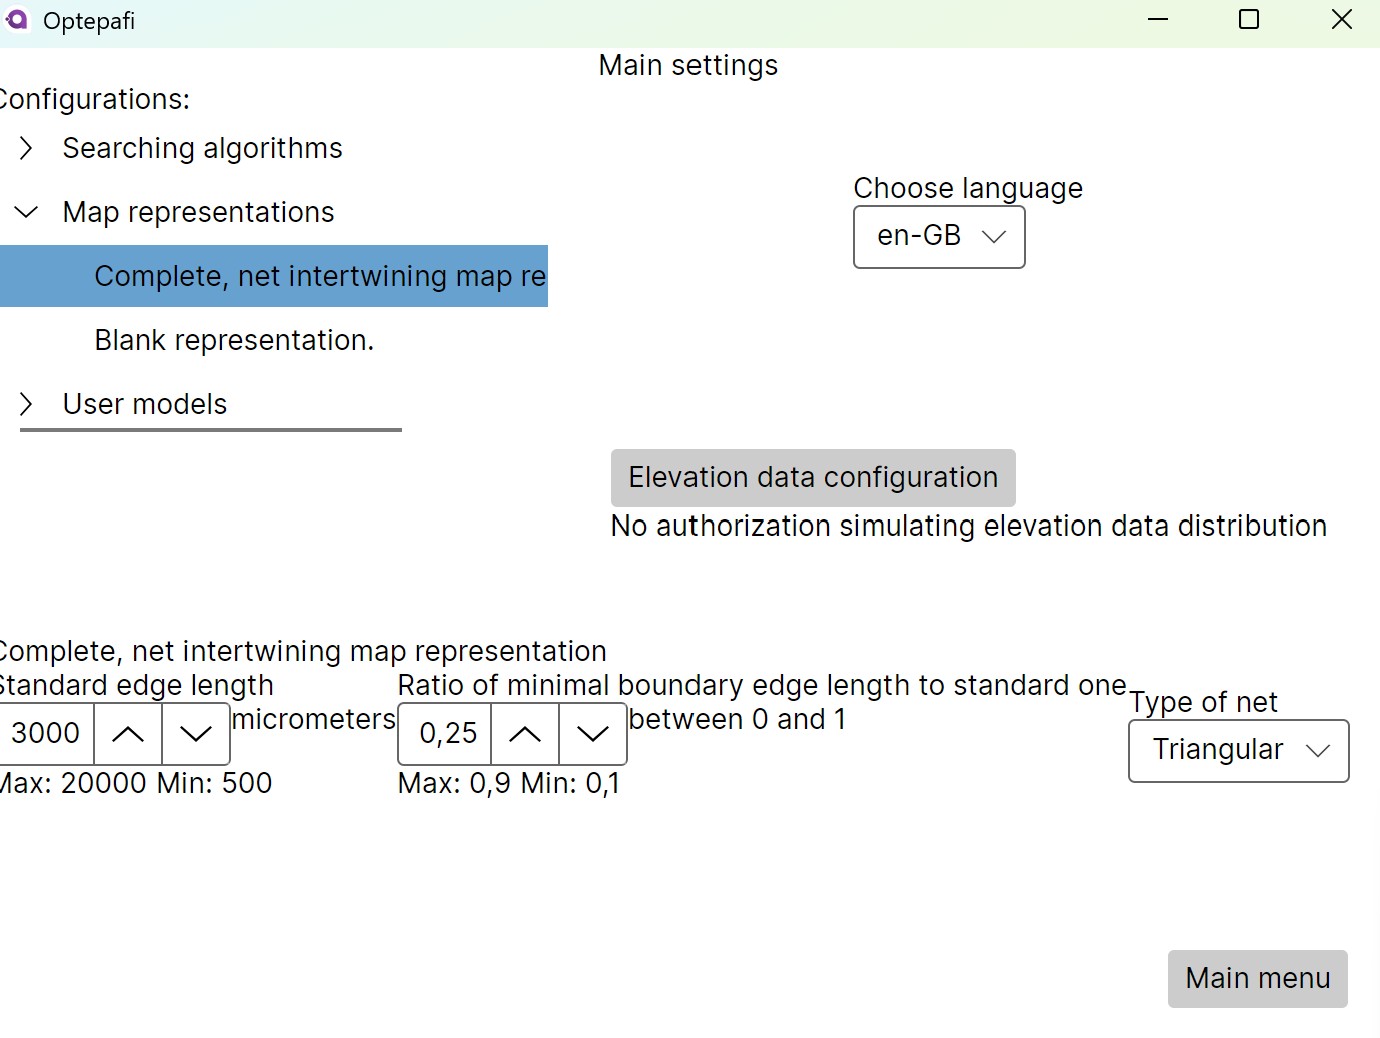 Optepafi
Main settings
Configurations:
Searching algorithms
Choose language
Map representations
en-GB
Complete, net intertwining map re
Blank representation.
User models
Elevation data configuration
No authorization simulating elevation data distribution
Complete, net intertwining map representation
Standard edge length
Ratio of minimal boundary edge length to standard one
Type of net
3000
micrometers
0,25
between 0 and 1
Triangular
Max: 20000 Min: 500
Max: 0,9 Min: 0,1
Main menu